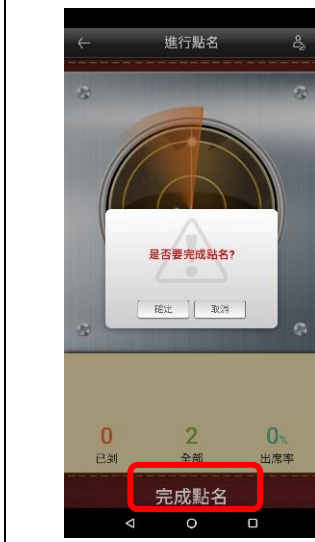 進行點名
是否要完成點名?
確定 取消
0 2 0%
已到 全部 出席率
完成點名